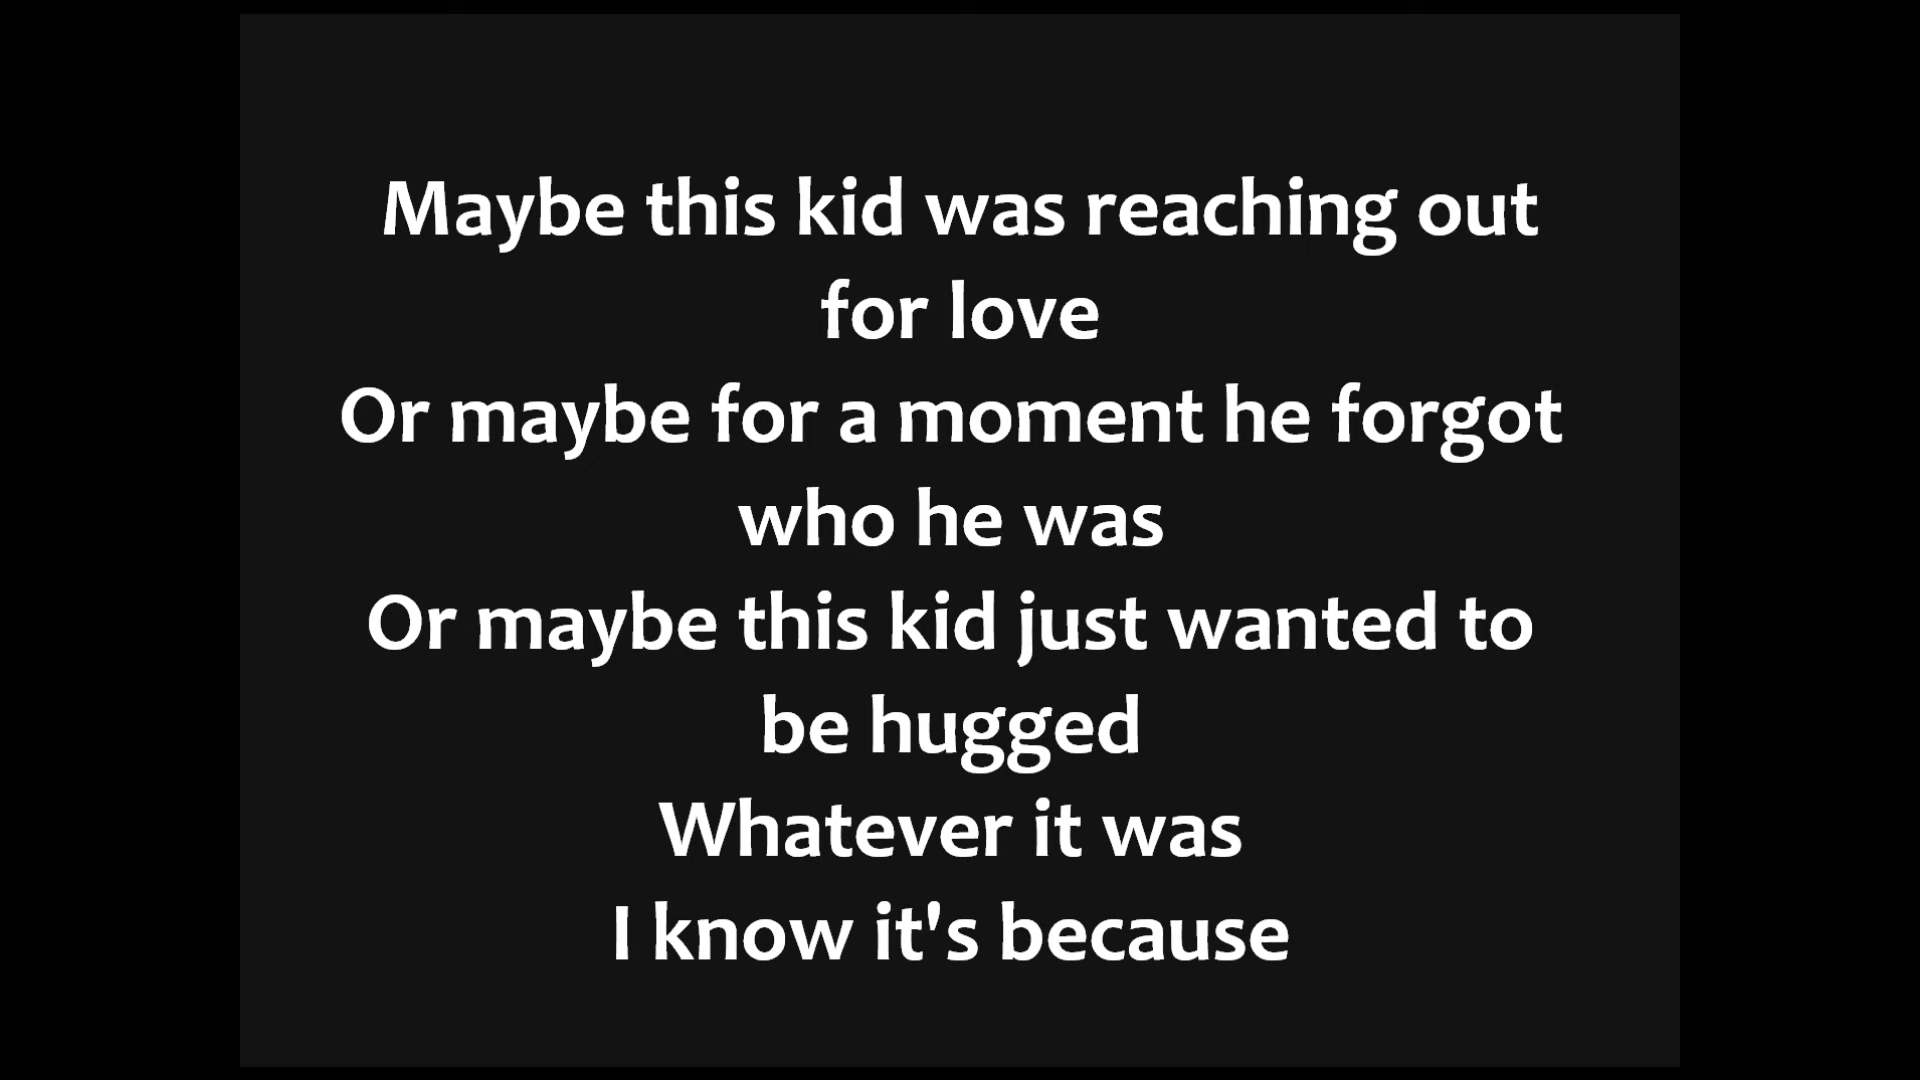 Maybe this kid was reaching out
for love
Or maybe for a moment he forgot
who he was
Or maybe this kid just wanted to
be hugged
Whatever it was
I know it's because